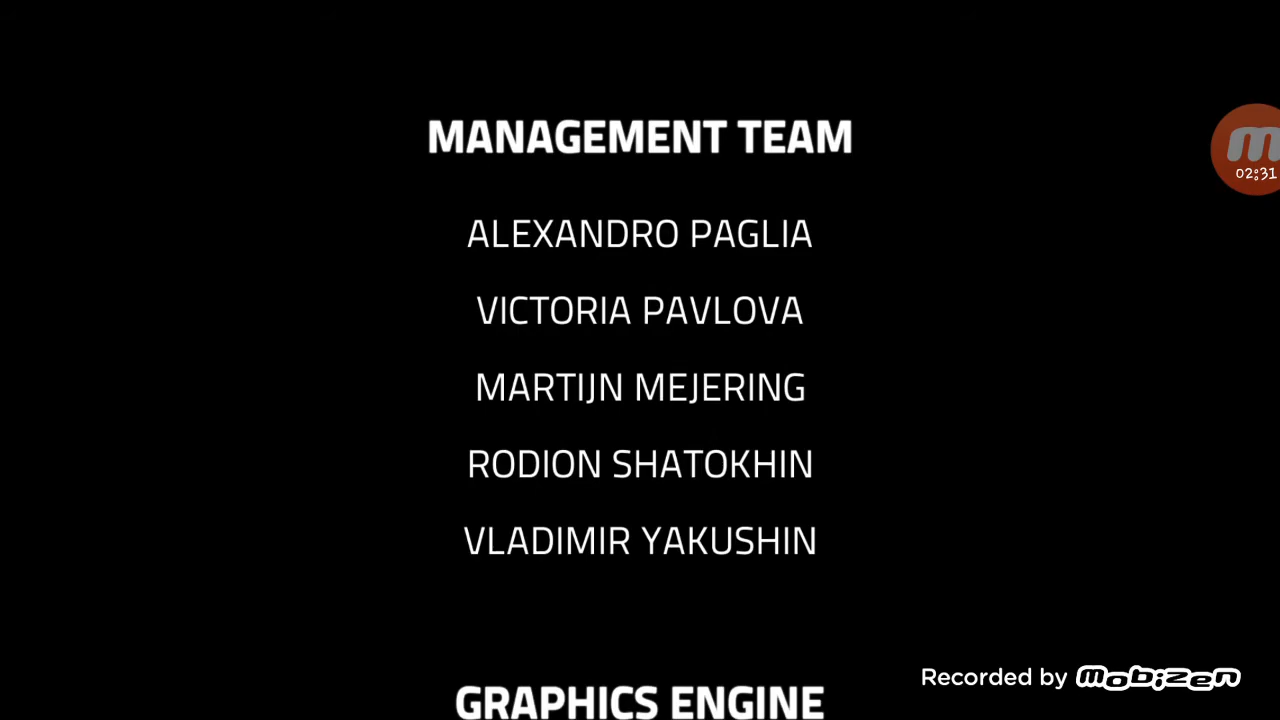 MANAGEMENT TEAM
m
02:31
ALEXANDRO PAGLIA
VICTORIA PAVLOVA
MARTIJN MEJERING
RODION SHATOKHIN
VLADIMIR YAKUSHIN
Recorded by mobizen
GRAPHICS ENGINE